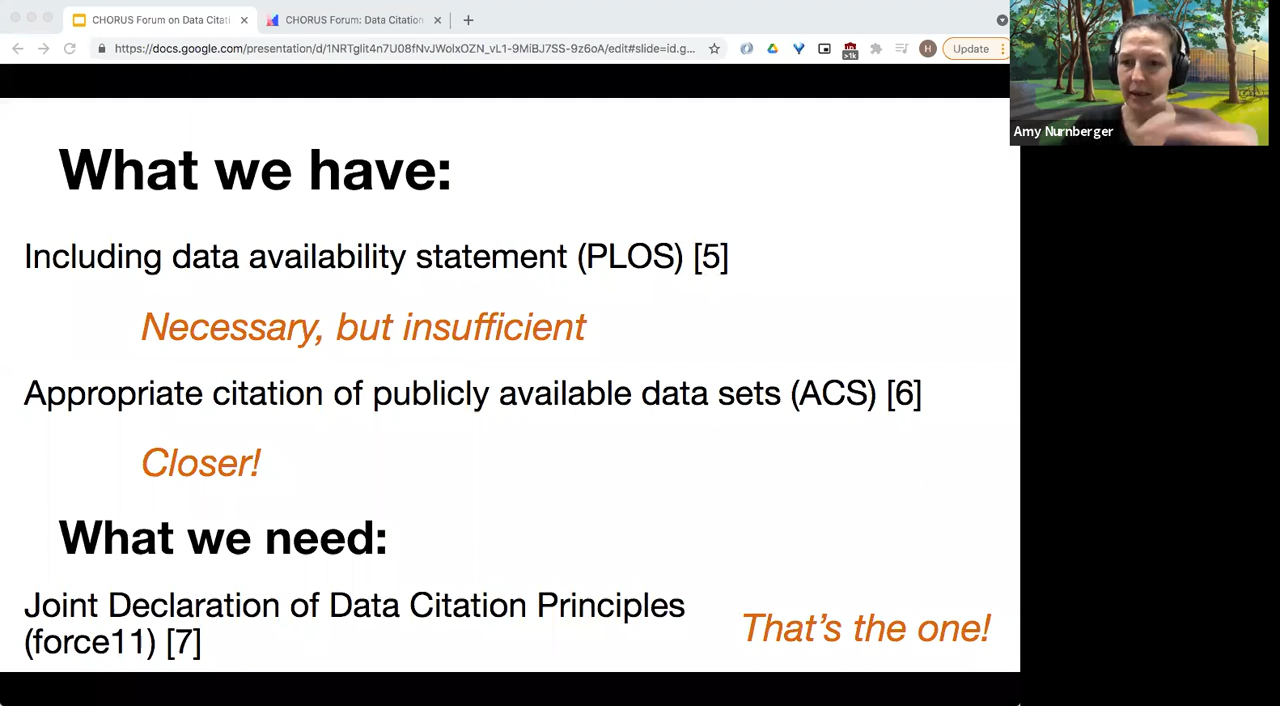 CHORUS Forum on Data Citati
CHORUS Forum: Data Citation
https://docs.google.com/presentation/d/1NRTglit4n7U08fNvJWolxOZN_vL1-9MiBJ7SS-9z6oA/edit#slide=id.g...
>1k
H
Update
Amy Nurnberger
What we have:
Including data availability statement (PLOS) [5]
Necessary, but insufficient
Appropriate citation of publicly available data sets (ACS) [6]
Closer!
What we need:
Joint Declaration of Data Citation Principles
(force11) [7]
That's the one!